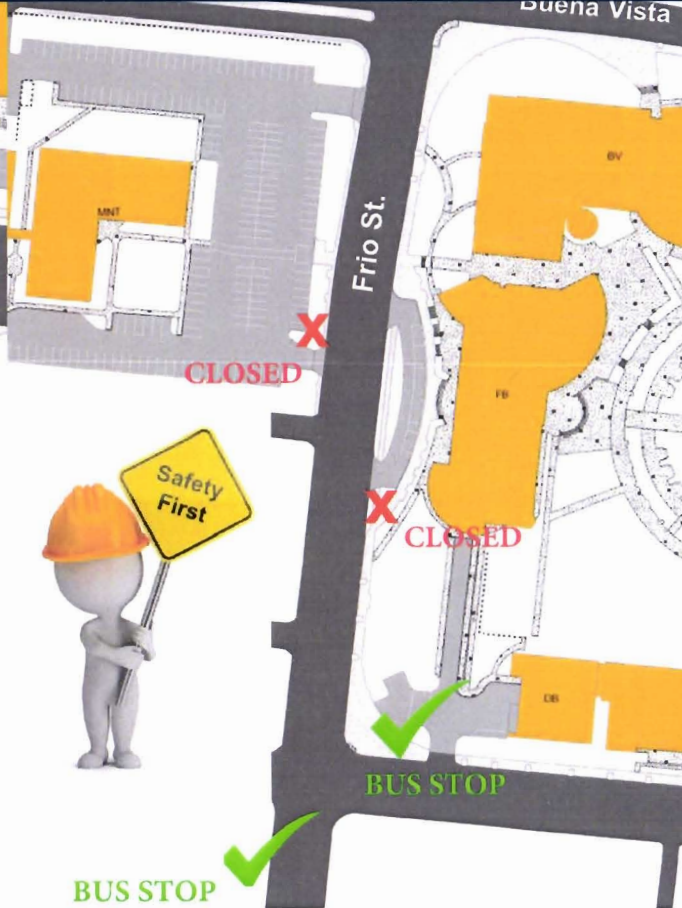 Buena Vista
BV
MNT
Frio St.
CLOSED
FB
Safety
First
CLOSED
DB
BUS STOP
BUS STOP